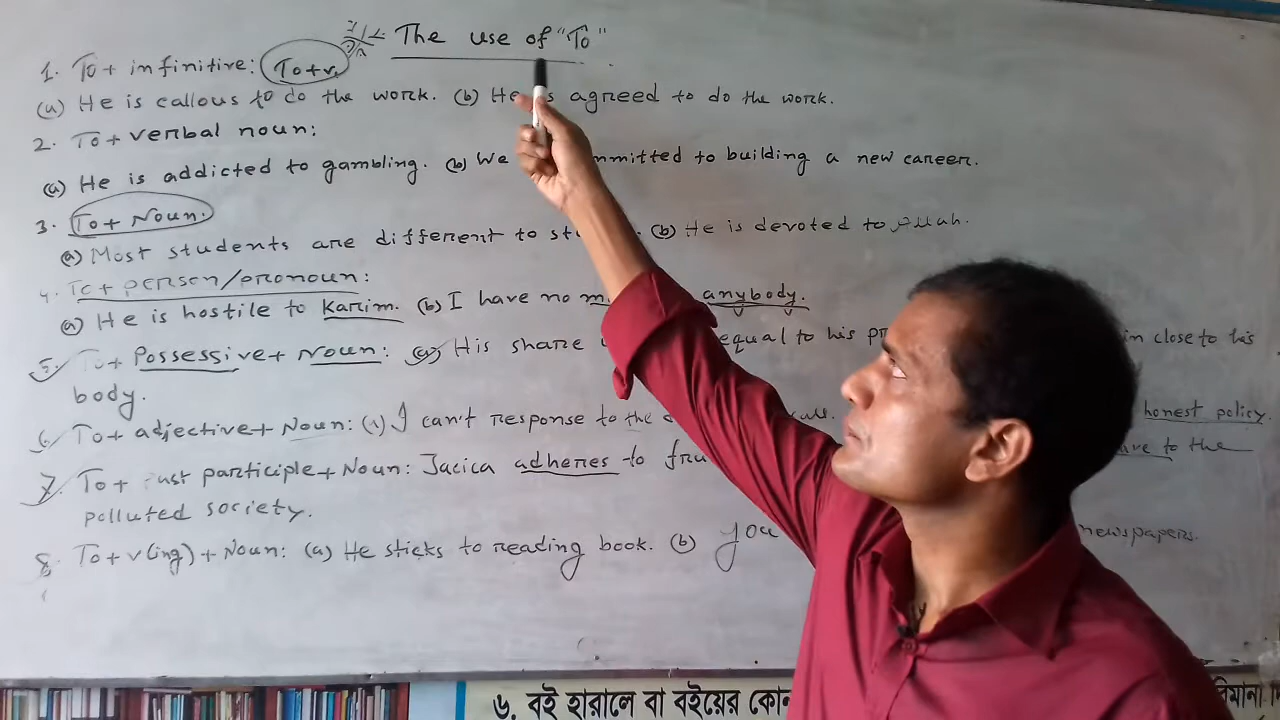 The use of "To"
1. To + infinitive: To+v,
(a) He is callous to do the work. (b) He is agreed to do the work.
2. To + verbal noun:
(a) He is addicted to gambling. (b) We committed to building a new career.
3. To + Noun.
(a) Most students are different to (b) He is devoted to
4. To + person/pronoun:
(a) He is hostile to Karim. (b) I have no anybody.
5. To + Possessive + Noun: (a) His share equal to his close to his
body.
6. To + adjective + Noun: (1) I can't response to the honest policy.
7. To + past participle + Noun: Jacica adheres to to the
polluted society.
8. To + v(ing) + Noun: (a) He sticks to reading book. (b) you newspapers.
৬. বই হারালে বা বইয়ের